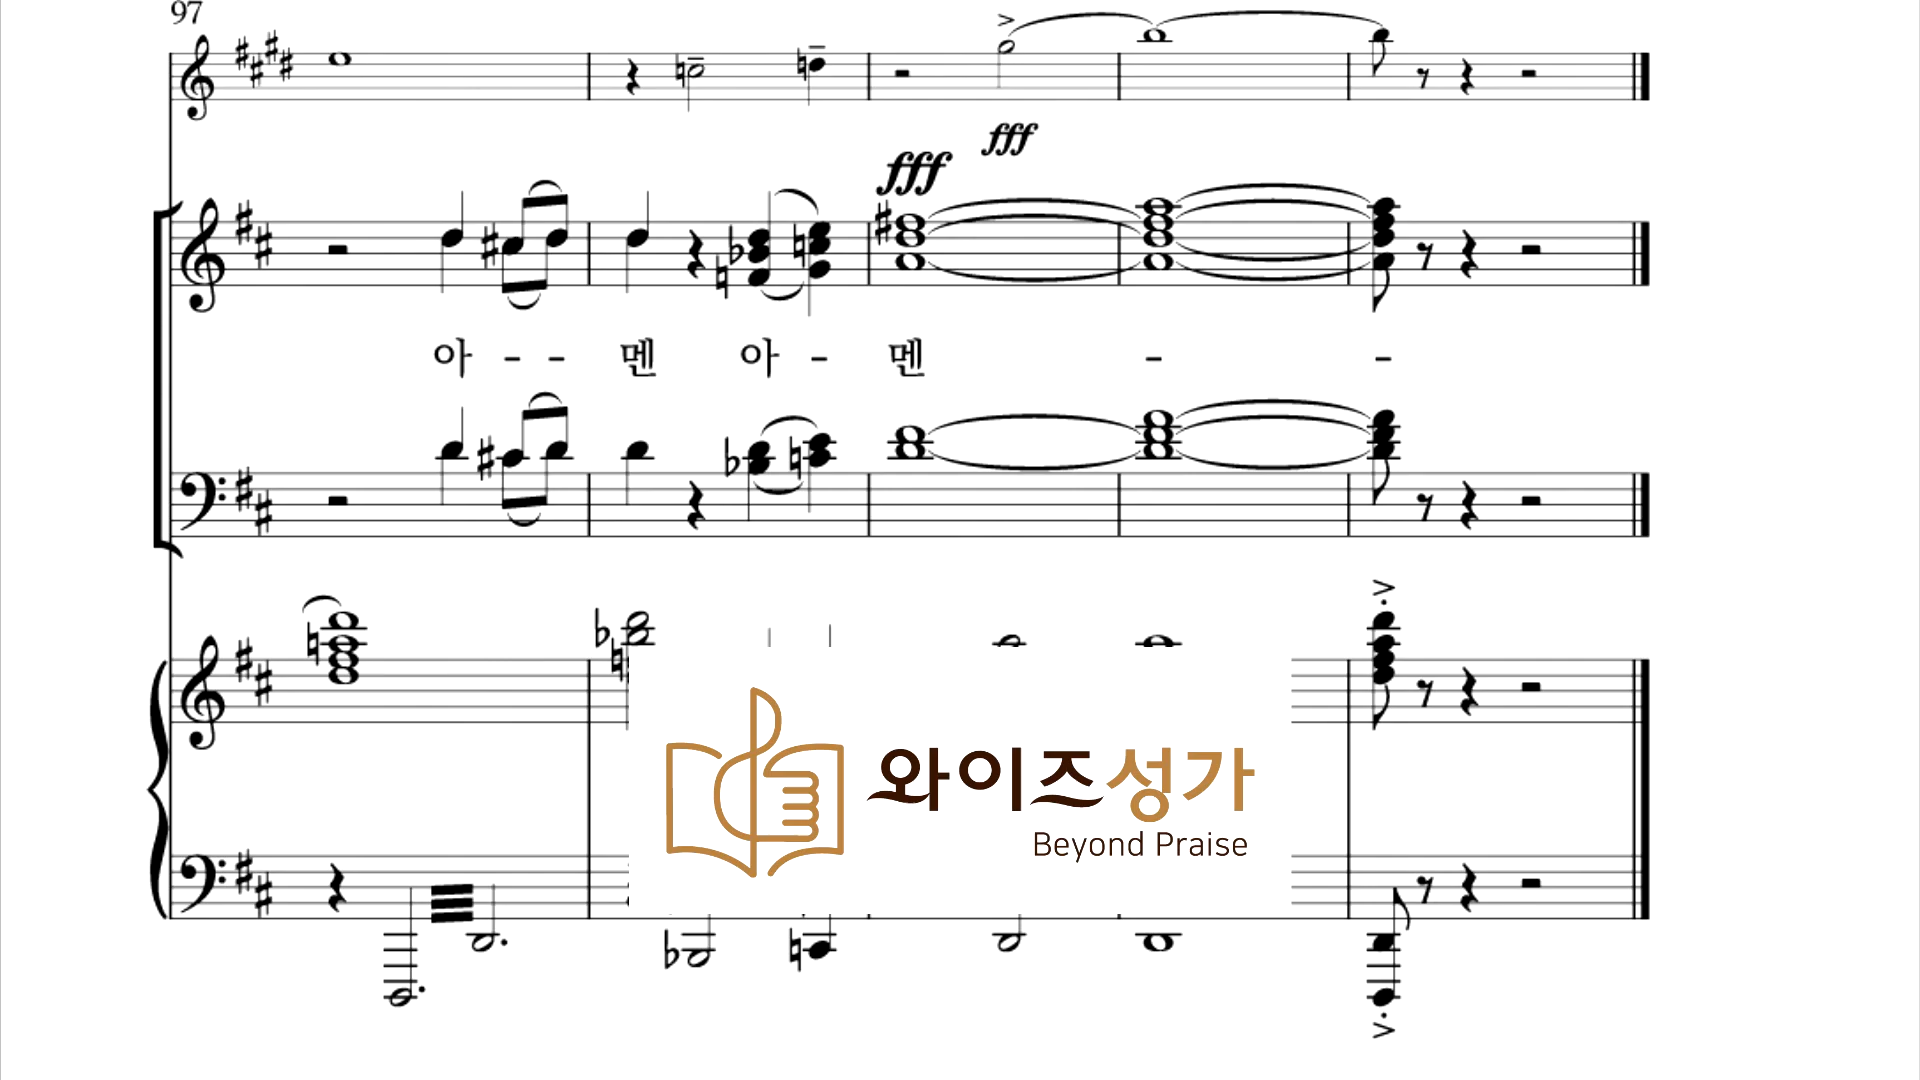 97
fff
fff
아 - - 멘 아 - 멘 - -
와이즈성가
Beyond Praise